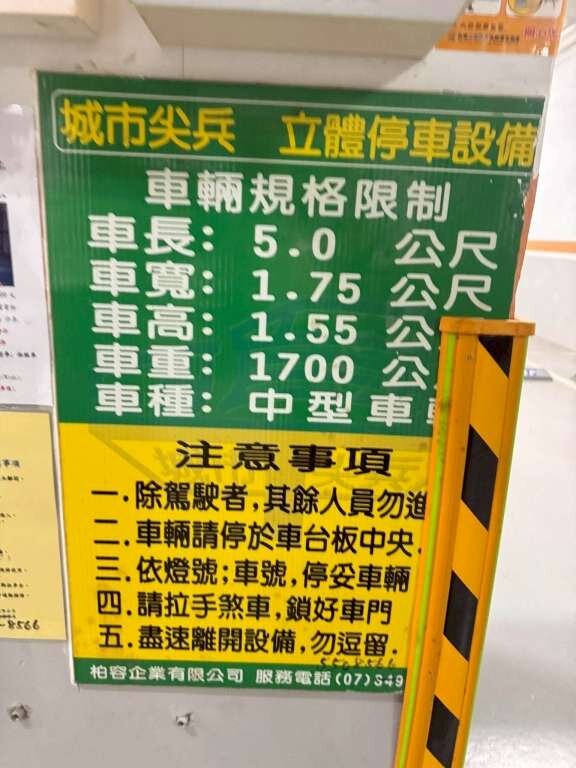 城市尖兵 立體停車設備
車輛規格限制
車長: 5.0 公尺
車寬: 1.75 公尺
車高: 1.55 公
車重: 1700 公
車種: 中型車
注意事項
一.除駕駛者,其餘人員勿進
二.車輛請停於車台板中央.
三.依燈號;車號,停妥車輛
四.請拉手煞車,鎖好車門
五.盡速離開設備,勿逗留.
柏容企業有限公司 服務電話(07)349
-8566